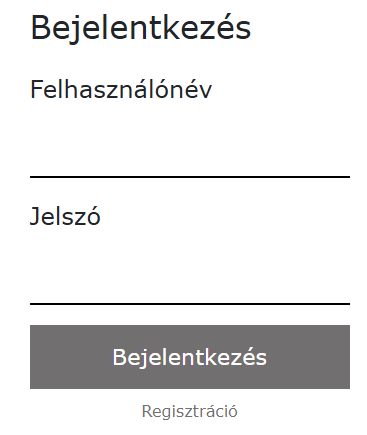 Bejelentkezés
Felhasználónév
Jelszó
Bejelentkezés
Regisztráció